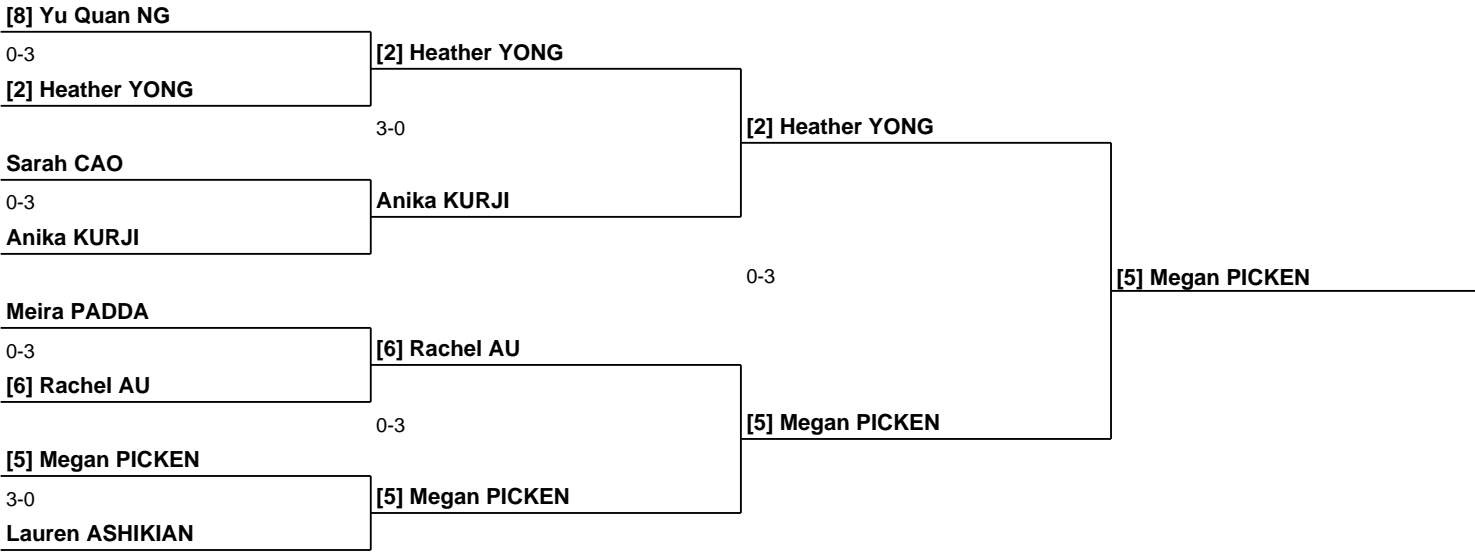 [8] Yu Quan NG
0-3
[2] Heather YONG
[2] Heather YONG
3-0
[2] Heather YONG
Sarah CAO
0-3
Anika KURJI
Anika KURJI
0-3
[5] Megan PICKEN
Meira PADDA
0-3
[6] Rachel AU
[6] Rachel AU
0-3
[5] Megan PICKEN
[5] Megan PICKEN
3-0
[5] Megan PICKEN
Lauren ASHIKIAN